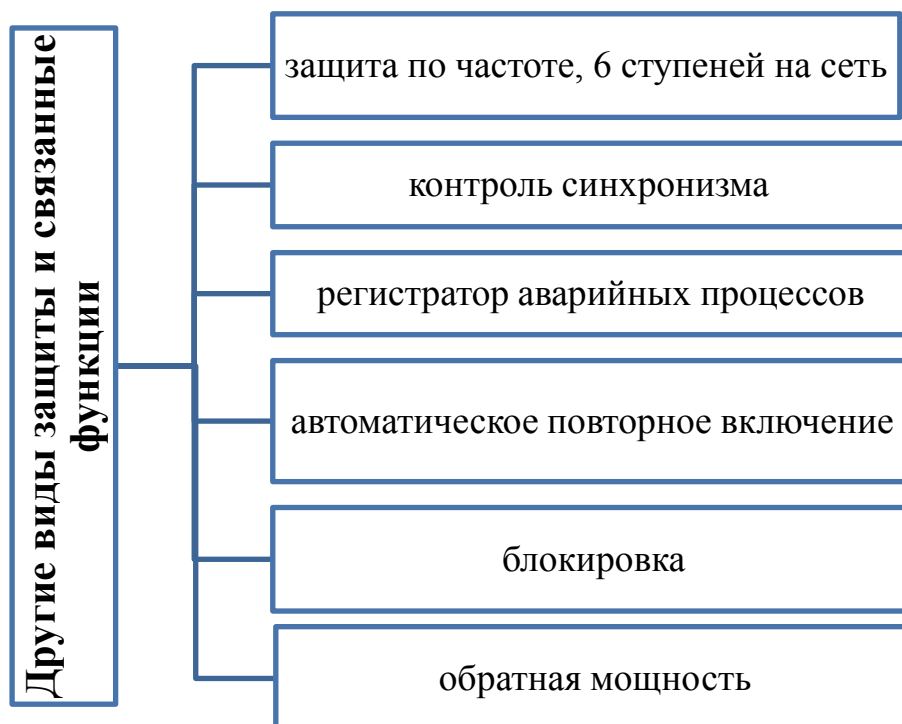 Другие виды защиты и связанные
функции
защита по частоте, 6 ступеней на сеть
контроль синхронизма
регистратор аварийных процессов
автоматическое повторное включение
блокировка
обратная мощность